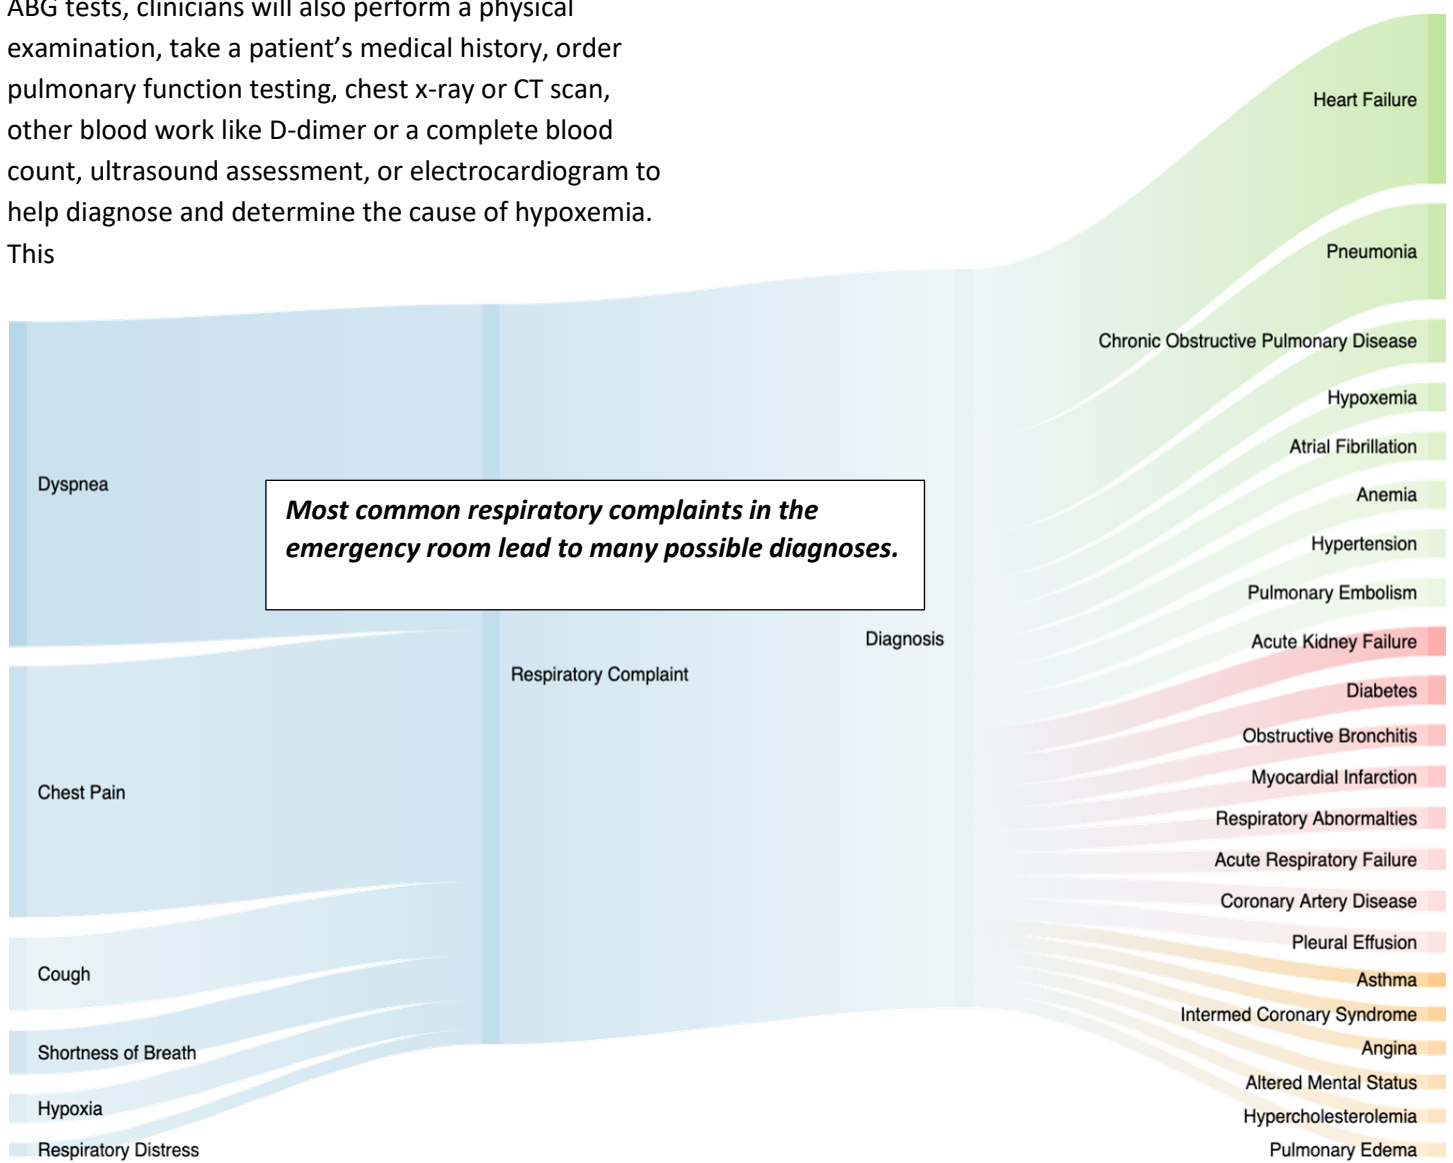 ABG tests, clinicians will also perform a physical
examination, take a patient’s medical history, order
pulmonary function testing, chest x-ray or CT scan,
other blood work like D-dimer or a complete blood
count, ultrasound assessment, or electrocardiogram to
help diagnose and determine the cause of hypoxemia.
This
Dyspnea
Chest Pain
Cough
Shortness of Breath
Hypoxia
Respiratory Distress
Most common respiratory complaints in the
emergency room lead to many possible diagnoses.
Respiratory Complaint
Diagnosis
Heart Failure
Pneumonia
Chronic Obstructive Pulmonary Disease
Hypoxemia
Atrial Fibrillation
Anemia
Hypertension
Pulmonary Embolism
Acute Kidney Failure
Diabetes
Obstructive Bronchitis
Myocardial Infarction
Respiratory Abnormalties
Acute Respiratory Failure
Coronary Artery Disease
Pleural Effusion
Asthma
Intermed Coronary Syndrome
Angina
Altered Mental Status
Hypercholesterolemia
Pulmonary Edema